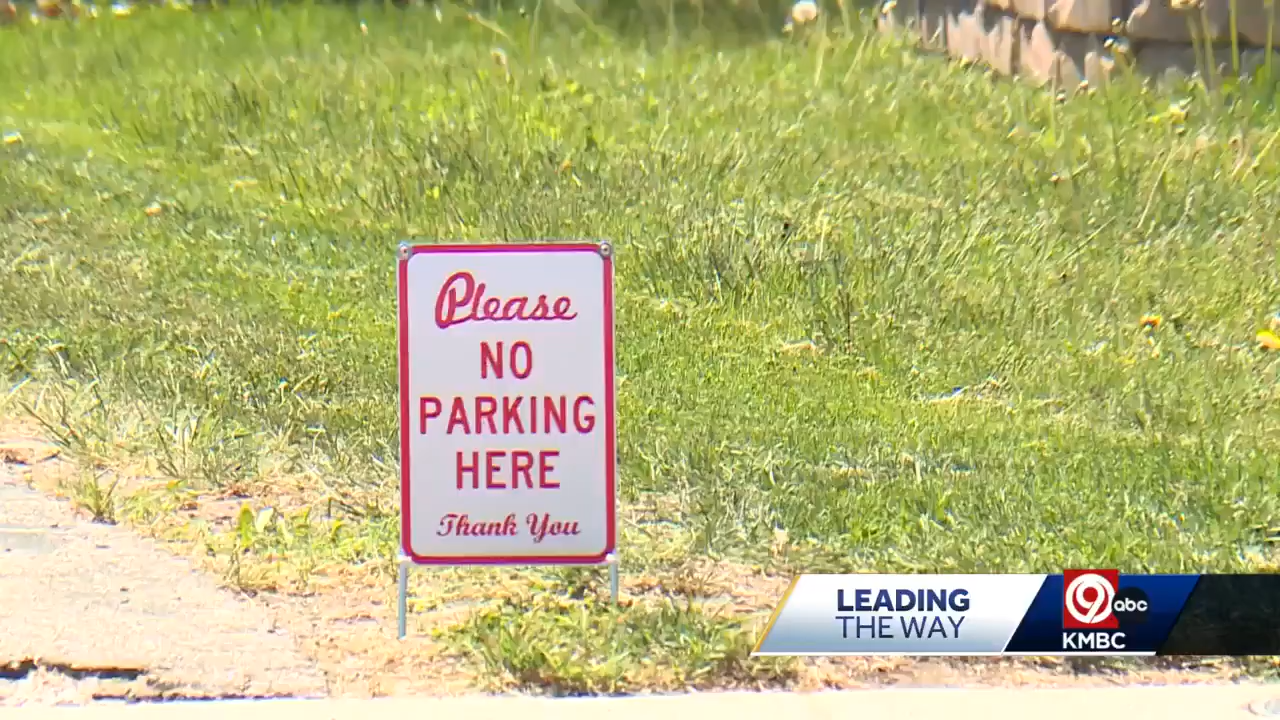 Please
NO
PARKING
HERE
Thank You
LEADING
THE WAY
9
abc
KMBC